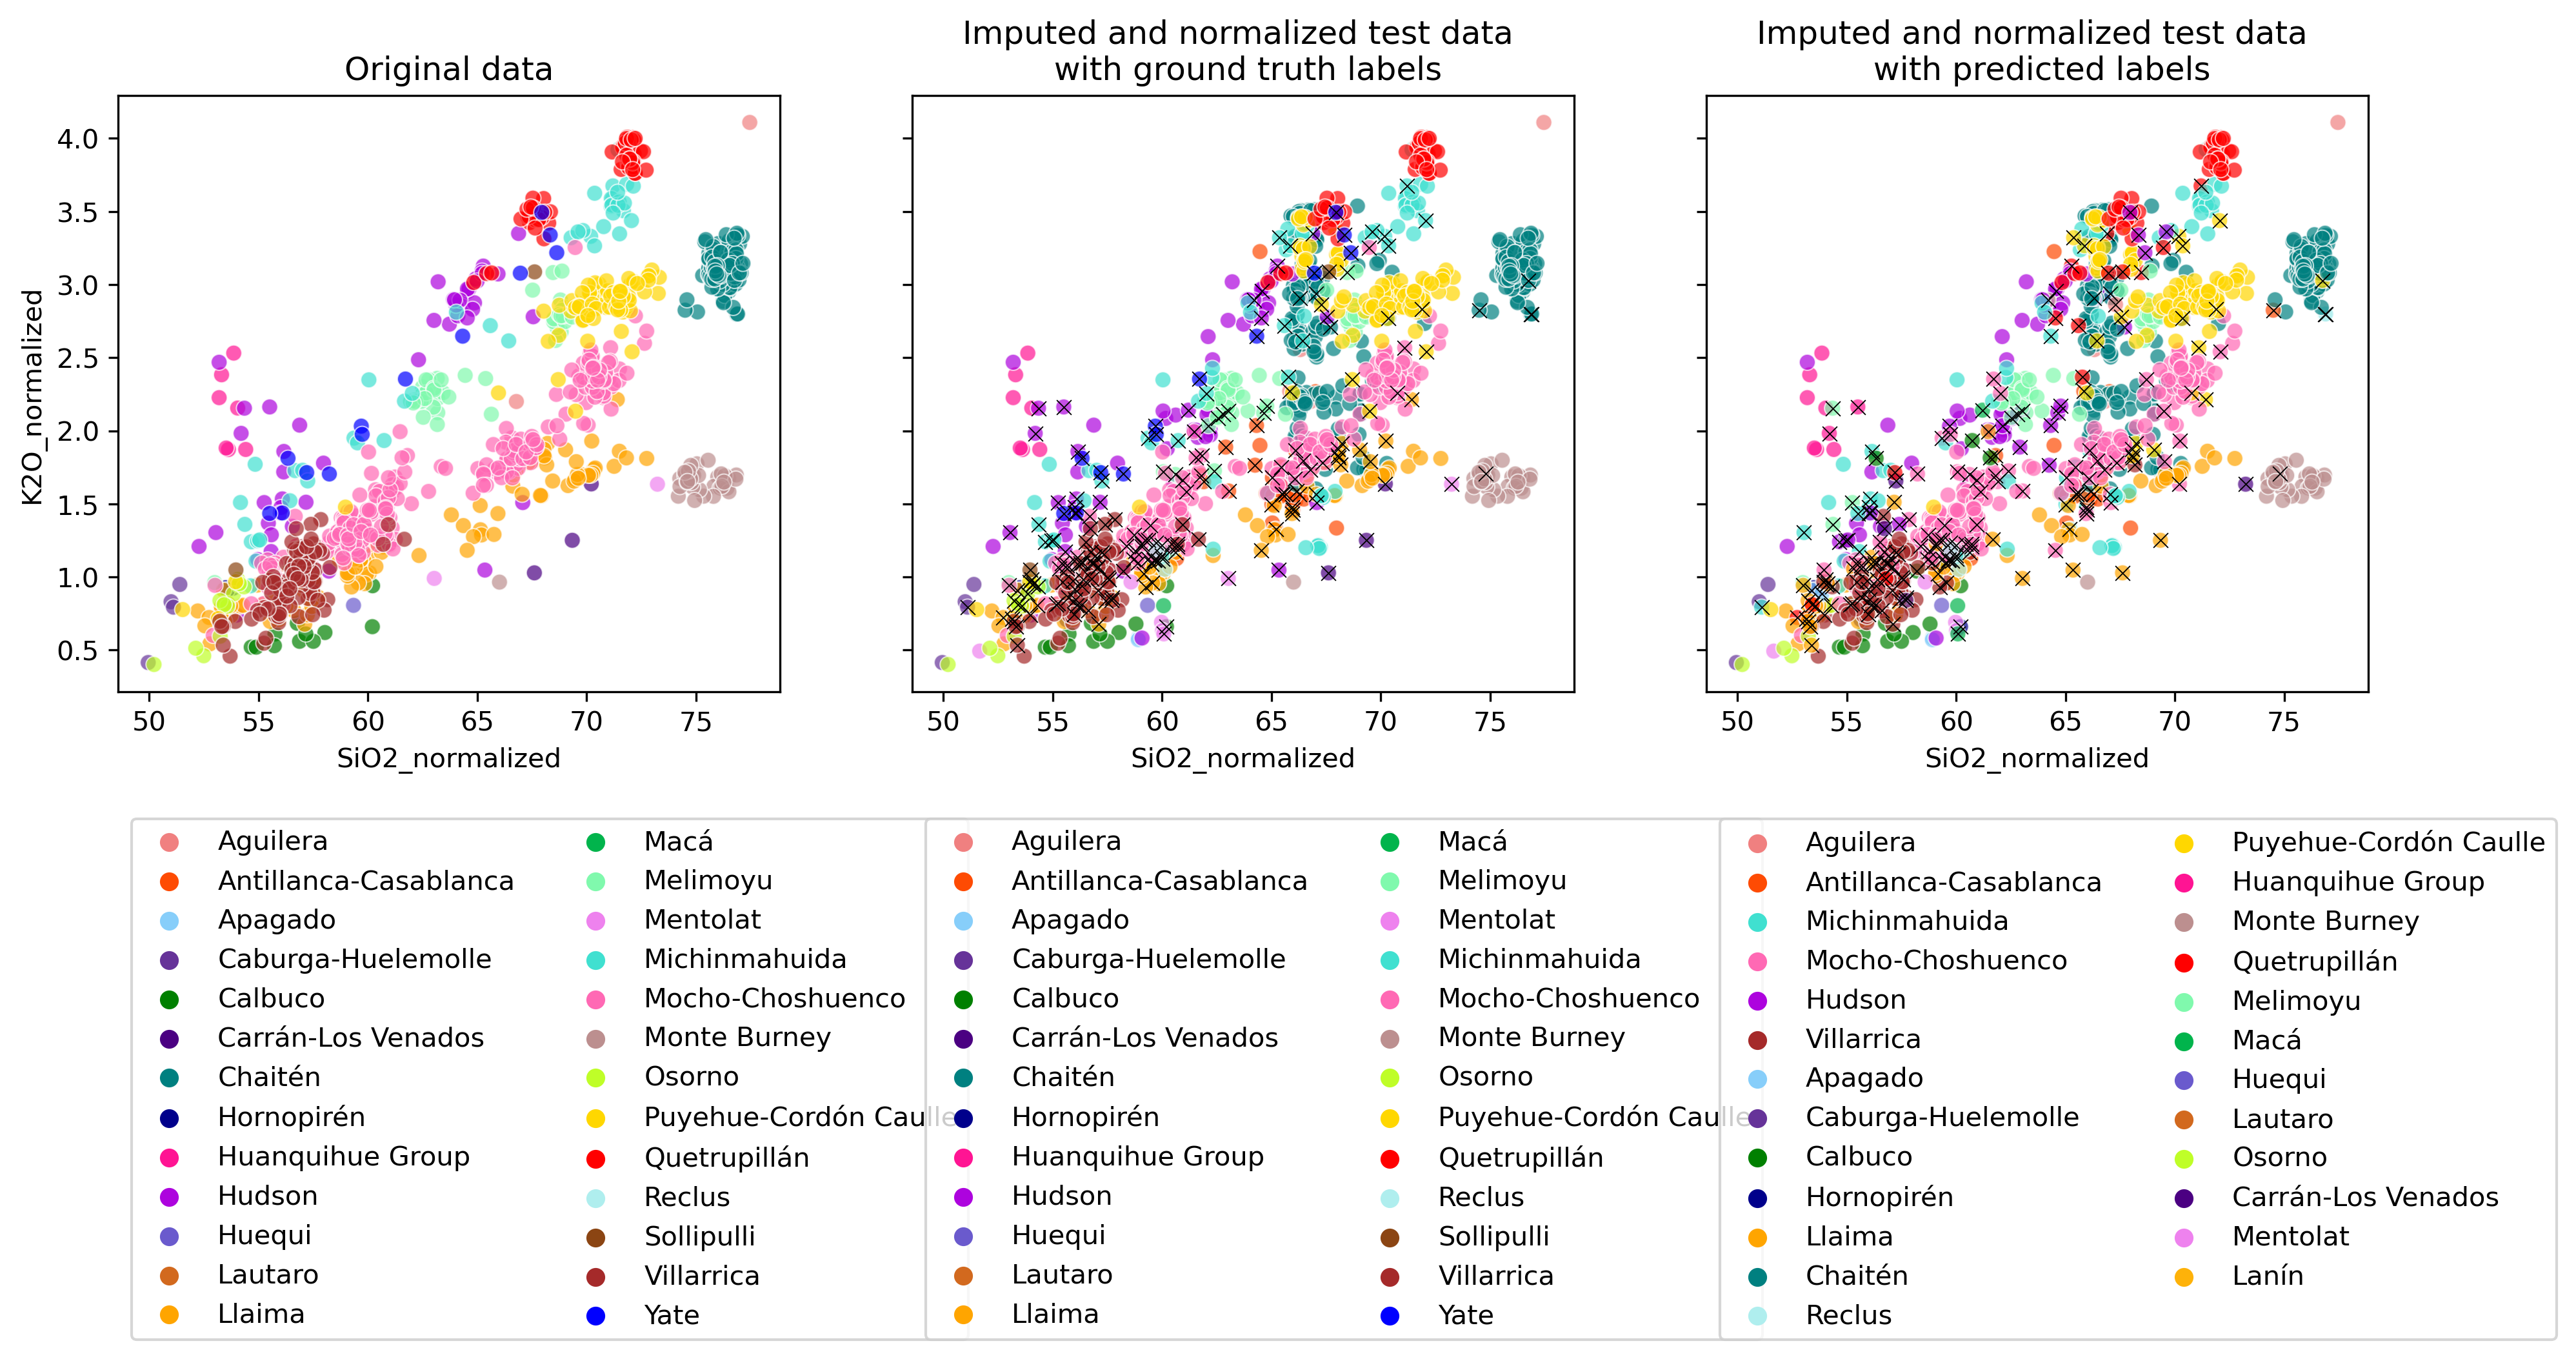 Original data
Imputed and normalized test data
with ground truth labels
Imputed and normalized test data
with predicted labels
K2O_normalized
4.0
3.5
3.0
2.5
2.0
1.5
1.0
0.5
50 55 60 65 70 75
SiO2_normalized
50 55 60 65 70 75
SiO2_normalized
50 55 60 65 70 75
SiO2_normalized
Aguilera
Antillanca-Casablanca
Apagado
Caburga-Huelemolle
Calbuco
Carrán-Los Venados
Chaitén
Hornopirén
Huanquihue Group
Hudson
Huequi
Lautaro
Llaima
Macá
Melimoyu
Mentolat
Michinmahuida
Mocho-Choshuenco
Monte Burney
Osorno
Puyehue-Cordón Caulle
Quetrupillán
Reclus
Sollipulli
Villarrica
Yate
Aguilera
Antillanca-Casablanca
Apagado
Caburga-Huelemolle
Calbuco
Carrán-Los Venados
Chaitén
Hornopirén
Huanquihue Group
Hudson
Huequi
Lautaro
Llaima
Macá
Melimoyu
Mentolat
Michinmahuida
Mocho-Choshuenco
Monte Burney
Osorno
Puyehue-Cordón Caulle
Quetrupillán
Reclus
Sollipulli
Villarrica
Yate
Aguilera
Antillanca-Casablanca
Michinmahuida
Mocho-Choshuenco
Hudson
Villarrica
Apagado
Caburga-Huelemolle
Calbuco
Hornopirén
Llaima
Chaitén
Reclus
Puyehue-Cordón Caulle
Huanquihue Group
Monte Burney
Quetrupillán
Melimoyu
Macá
Huequi
Lautaro
Osorno
Carrán-Los Venados
Mentolat
Lanín